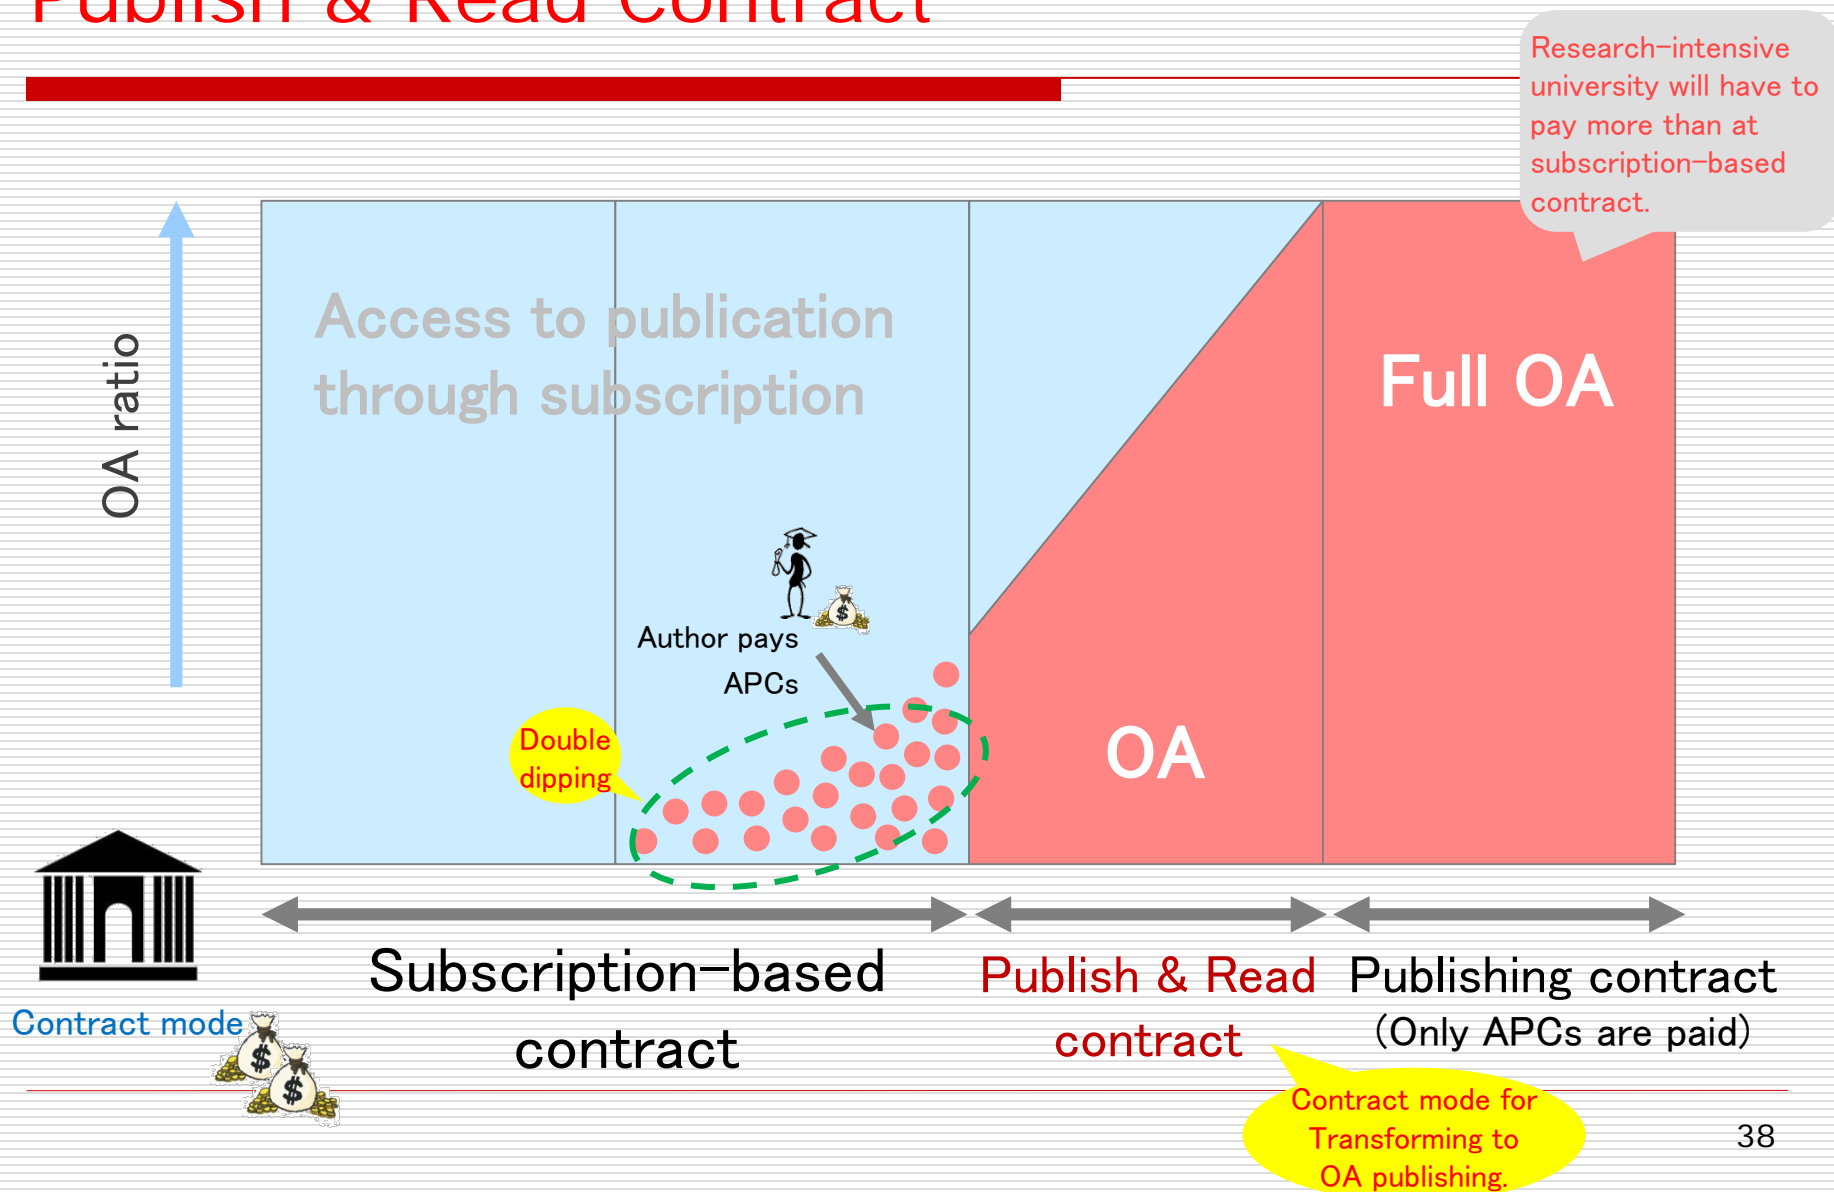 Publish & Read Contract
Research-intensive
university will have to
pay more than at
subscription-based
contract.
Access to publication
through subscription
OA ratio
Full OA
Author pays
APCs
Double
dipping
OA
Subscription-based
contract
Publish & Read
contract
Publishing contract
(Only APCs are paid)
Contract mode
$
$
$
Contract mode for
Transforming to
OA publishing.
38